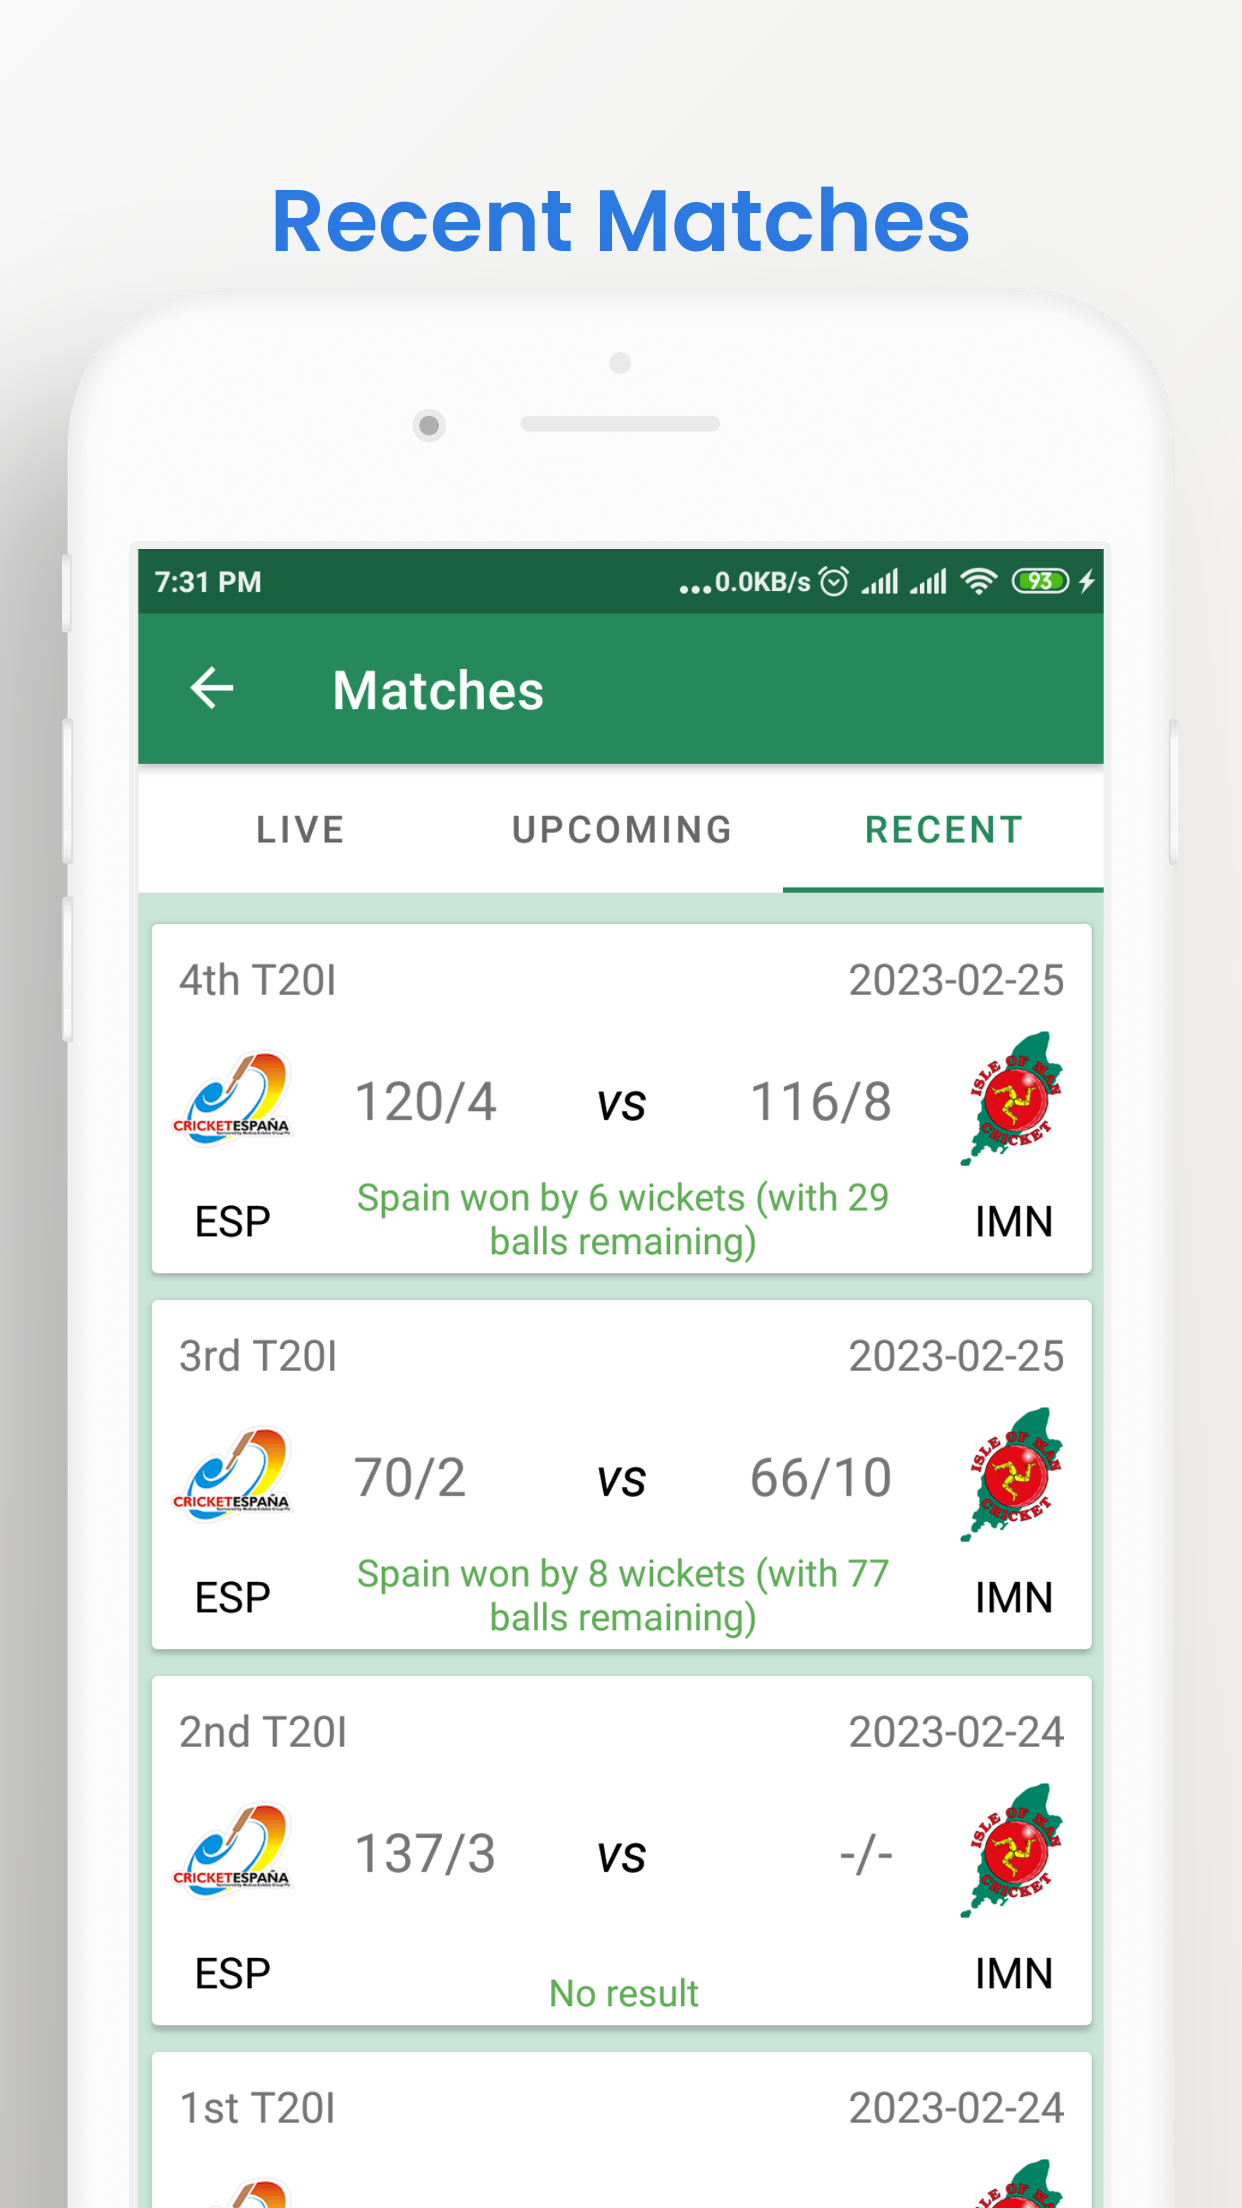 Recent Matches
7:31 PM
...0.0KB/s
93
Matches
LIVE UPCOMING RECENT
4th T20I 2023-02-25
120/4 vs 116/8
CRICKETESPAÑA
ISLE OF MAN
CRICKET
ESP
Spain won by 6 wickets (with 29
balls remaining)
IMN
3rd T20I 2023-02-25
70/2 vs 66/10
CRICKETESPAÑA
ISLE OF MAN
CRICKET
ESP
Spain won by 8 wickets (with 77
balls remaining)
IMN
2nd T20I 2023-02-24
137/3 vs -/-
CRICKETESPAÑA
ISLE OF MAN
CRICKET
ESP
No result
IMN
1st T20I 2023-02-24
ISLE OF MAN